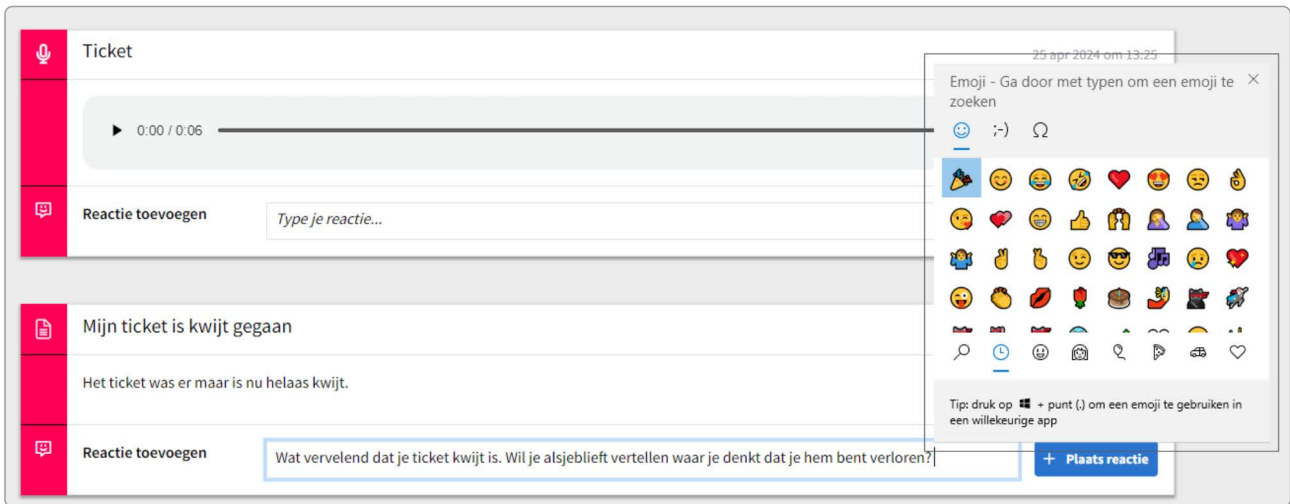 Ticket
25 apr 2024 om 13:25
0:00 / 0:06
Reactie toevoegen
Type je reactie...
Emoji - Ga door met typen om een emoji te
zoeken
;-)
Tip: druk op + punt (.) om een emoji te gebruiken in
een willekeurige app
Mijn ticket is kwijt gegaan
Het ticket was er maar is nu helaas kwijt.
Reactie toevoegen
Wat vervelend dat je ticket kwijt is. Wil je alsjeblieft vertellen waar je denkt dat je hem bent verloren?
+ Plaats reactie